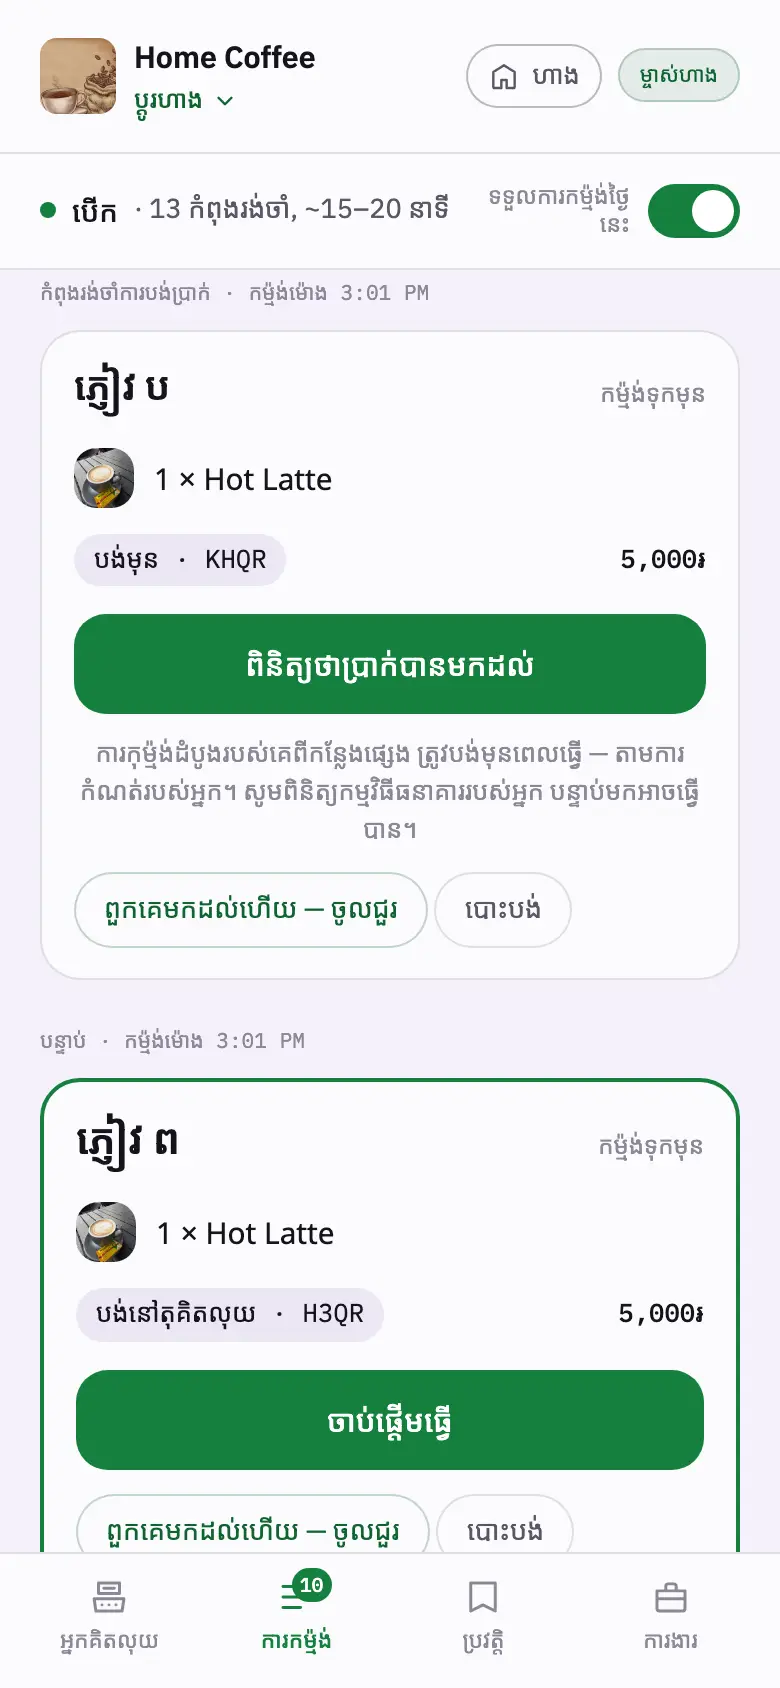 Home Coffee
ប្ដូរហាង
ហាង
ម្ចាស់ហាង
បើក · 13 កំពុងរង់ចាំ, ~15–20 នាទី
ទទួលការកម្ម៉ង់ថ្ងៃ
នេះ
កំពុងរង់ចាំការបង់ប្រាក់ · កម្ម៉ង់ម៉ោង 3:01 PM
ភ្ញៀវ ប
កម្ម៉ង់ទុកមុន
1 × Hot Latte
បង់មុន · KHQR
5,000៛
ពិនិត្យថាប្រាក់បានមកដល់
ការកុម្ម៉ង់ដំបូងរបស់គេពីកន្លែងផ្សេង ត្រូវបង់មុនពេលធ្វើ — តាមការ
កំណត់របស់អ្នក។ សូមពិនិត្យកម្មវិធីធនាគាររបស់អ្នក បន្ទាប់មកអាចធ្វើ
បាន។
ពួកគេមកដល់ហើយ — ចូលជួរ
បោះបង់
បន្ទាប់ · កម្ម៉ង់ម៉ោង 3:01 PM
ភ្ញៀវ ព
កម្ម៉ង់ទុកមុន
1 × Hot Latte
បង់នៅតុគិតលុយ · H3QR
5,000៛
ចាប់ផ្ដើមធ្វើ
ពួកគេមកដល់ហើយ — ចូលជួរ
បោះបង់
10
អ្នកគិតលុយ
ការកម្ម៉ង់
ប្រវត្តិ
ការងារ